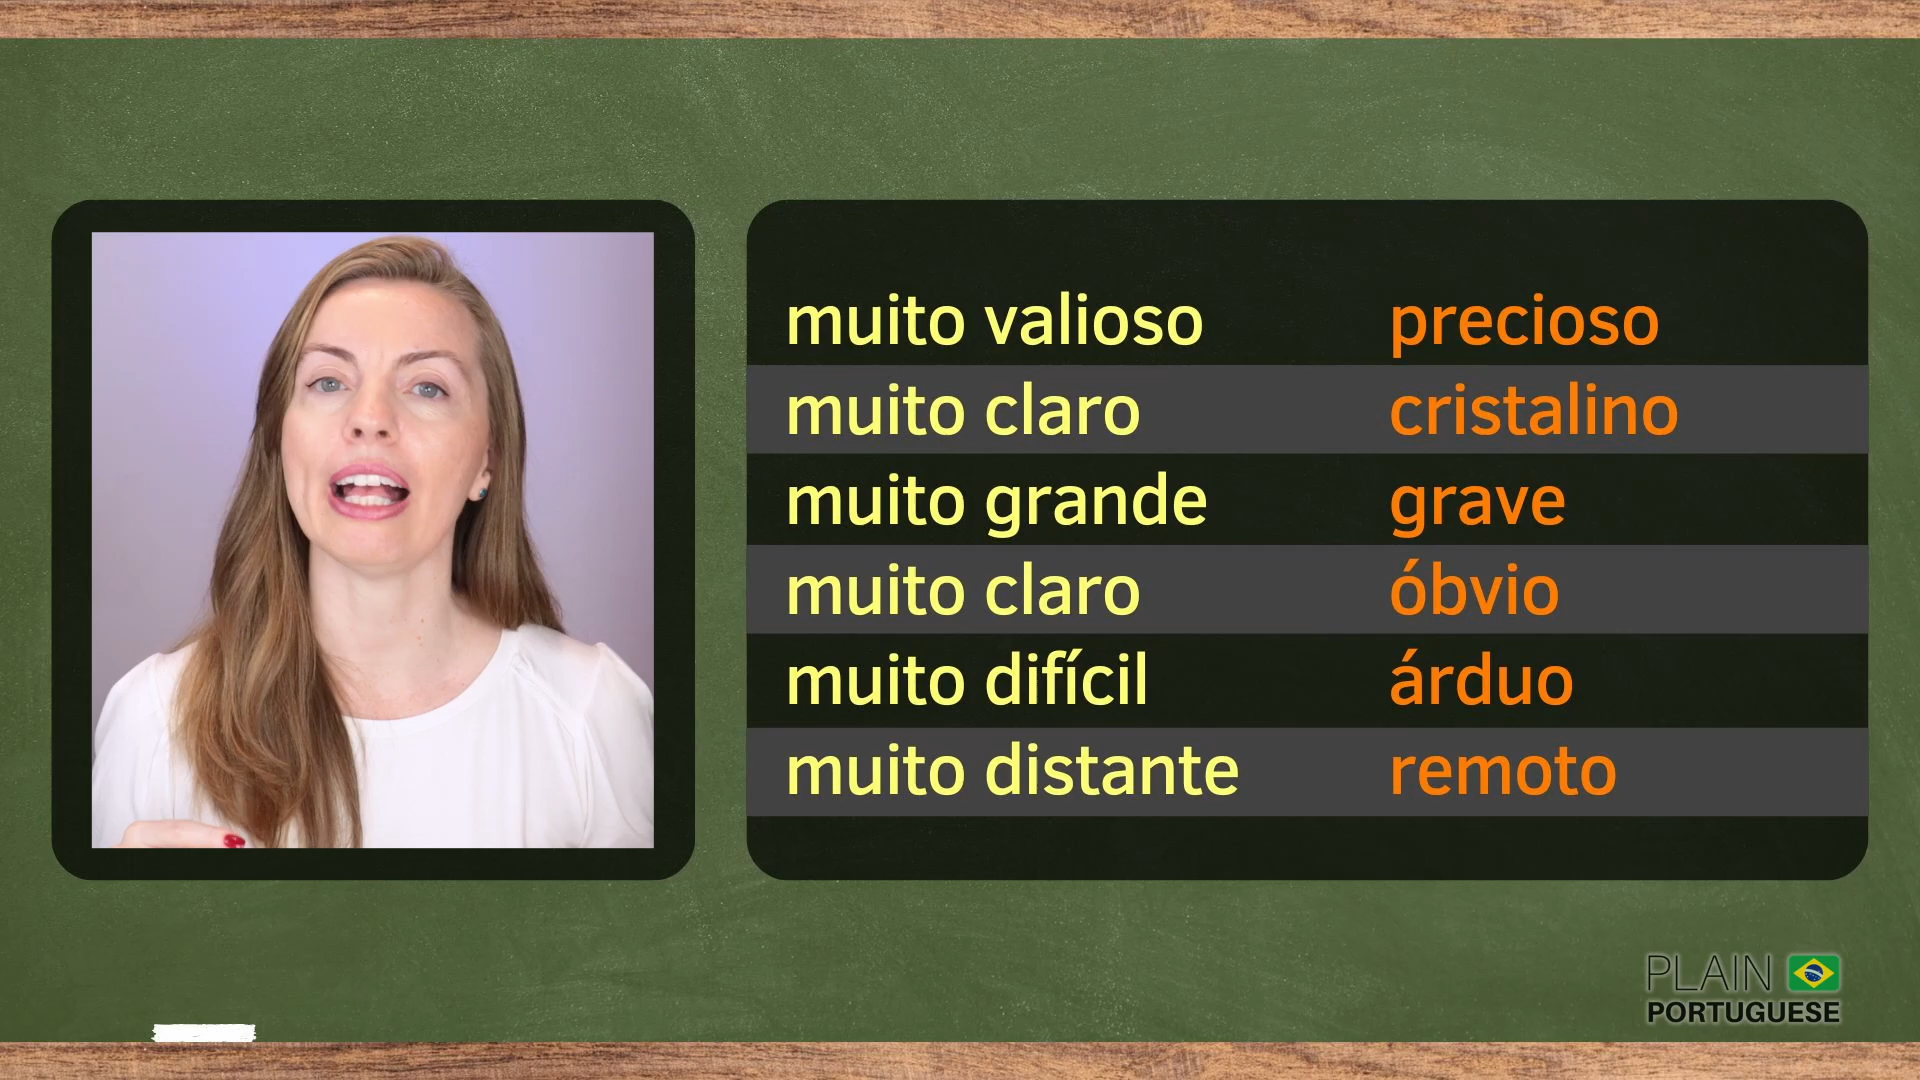 muito valioso precioso
muito claro cristalino
muito grande grave
muito claro óbvio
muito difícil árduo
muito distante remoto
PLAIN
PORTUGUESE